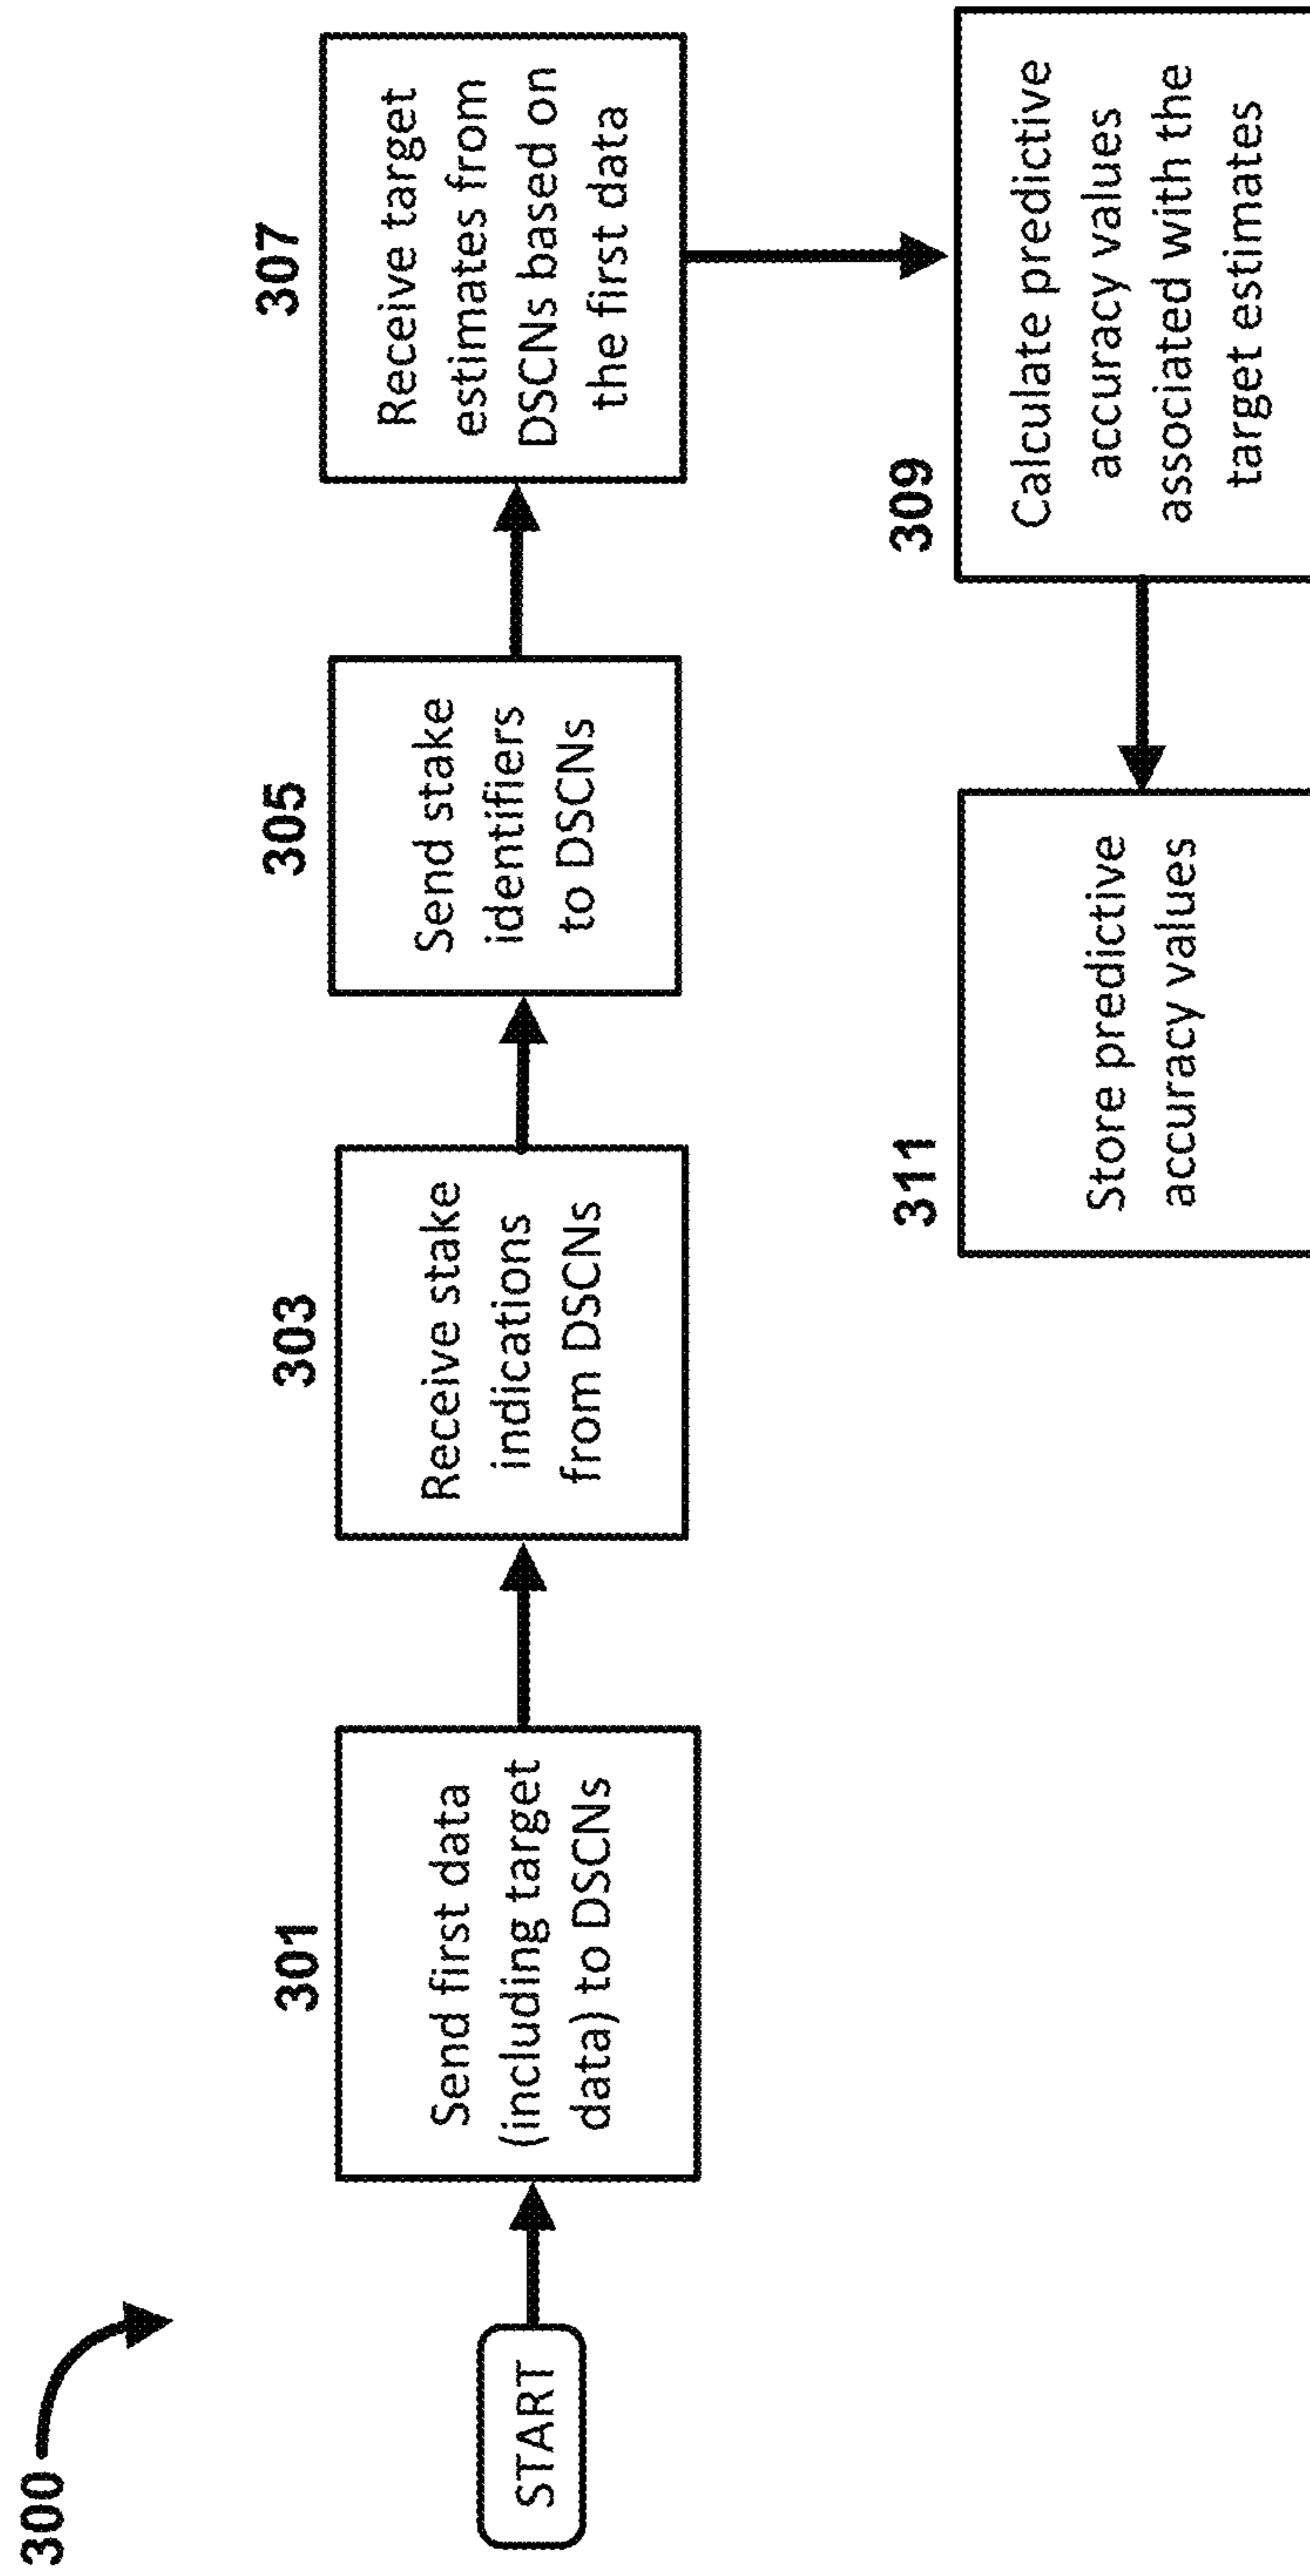 300
START
301
Send first data
(including target
data) to DSCNs
303
Receive stake
indications
from DSCNs
305
Send stake
identifiers
to DSCNs
307
Receive target
estimates from
DSCNs based on
the first data
309
Calculate predictive
accuracy values
associated with the
target estimates
311
Store predictive
accuracy values